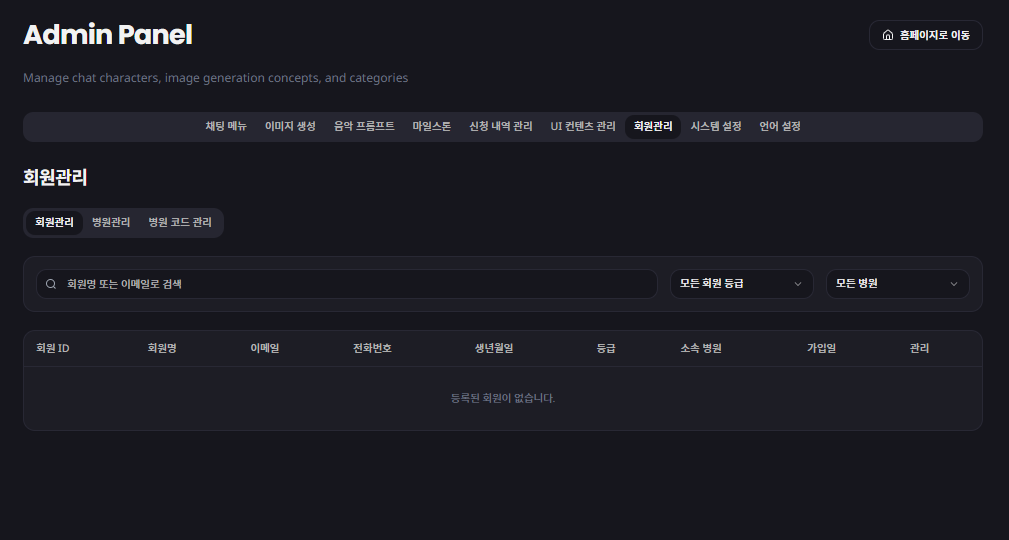 Admin Panel
홈페이지로 이동
Manage chat characters, image generation concepts, and categories
채팅 메뉴 이미지 생성 음악 프롬프트 마일스톤 신청 내역 관리 UI 컨텐츠 관리 회원관리 시스템 설정 언어 설정
회원관리
회원관리 병원관리 병원 코드 관리
회원명 또는 이메일로 검색 모든 회원 등급 모든 병원
회원 ID 회원명 이메일 전화번호 생년월일 등급 소속 병원 가입일 관리
등록된 회원이 없습니다.